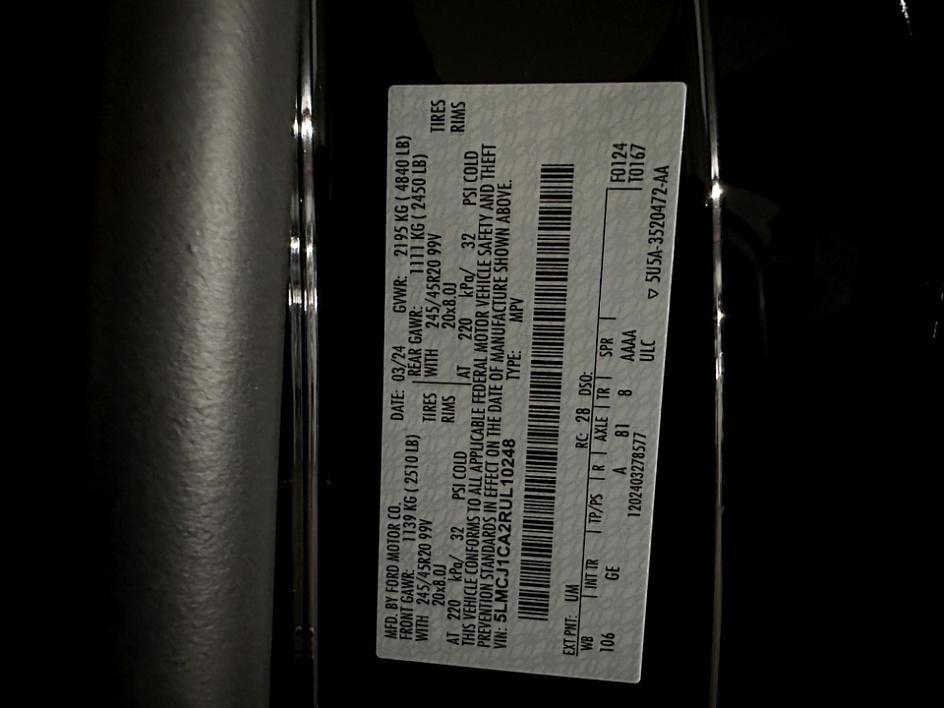 MFD. BY FORD MOTOR CO.
DATE: 03/24 GVWR: 2195 KG ( 4840 LB)
FRONT GAWR: 1139 KG ( 2510 LB)
REAR GAWR: 1111 KG ( 2450 LB)
WITH 245/45R20 99V TIRES
WITH 245/45R20 99V TIRES
20x8.0J RIMS
20x8.0J RIMS
AT 220 kPa/ 32 PSI COLD
AT 220 kPa/ 32 PSI COLD
THIS VEHICLE CONFORMS TO ALL APPLICABLE FEDERAL MOTOR VEHICLE SAFETY AND THEFT
PREVENTION STANDARDS IN EFFECT ON THE DATE OF MANUFACTURE SHOWN ABOVE.
VIN: 5LMCJ1CA2RUL10248 TYPE: MPV
EXT PNT: UM RC: 28 DSO:
WB INT TR TP/PS R AXLE TR SPR F0124
106 GE A 81 8 AAAA T0167
1202403278577 ULC ▽ 5U5A-3520472-AA